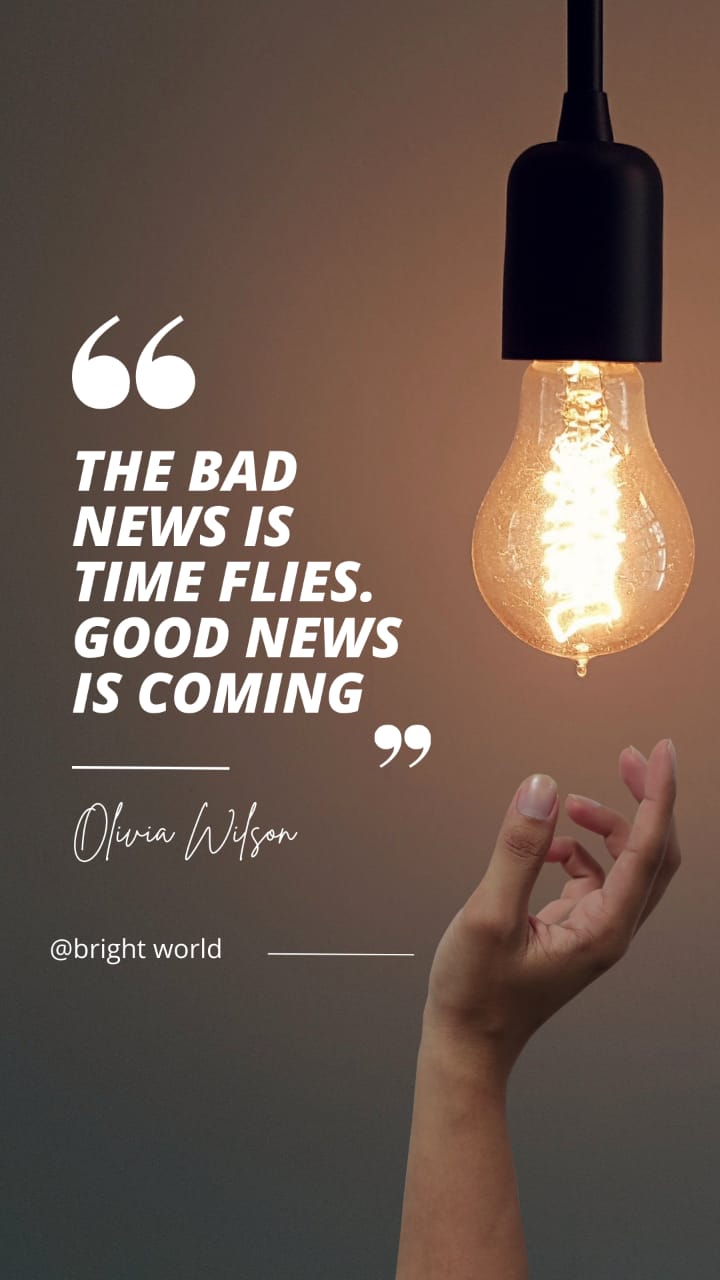 “
THE BAD
NEWS IS
TIME FLIES.
GOOD NEWS
IS COMING
”
Olivia Wilson
@bright world